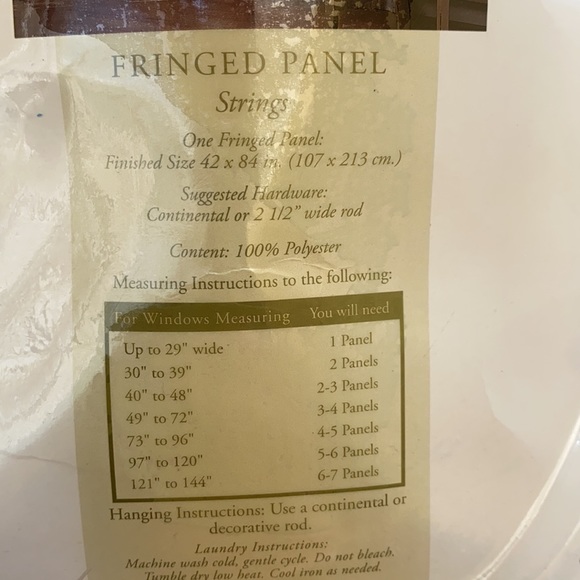 FRINGED PANEL
Strings
One Fringed Panel:
Finished Size 42 x 84 in. (107 x 213 cm.)
Suggested Hardware:
Continental or 2 1/2" wide rod
Content: 100% Polyester
Measuring Instructions to the following:
For Windows Measuring You will need
Up to 29" wide 1 Panel
30" to 39" 2 Panels
40" to 48" 2-3 Panels
49" to 72" 3-4 Panels
73" to 96" 4-5 Panels
97" to 120" 5-6 Panels
121" to 144" 6-7 Panels
Hanging Instructions: Use a continental or
decorative rod.
Laundry Instructions:
Machine wash cold, gentle cycle. Do not bleach.
Tumble dry low heat. Cool iron as needed.